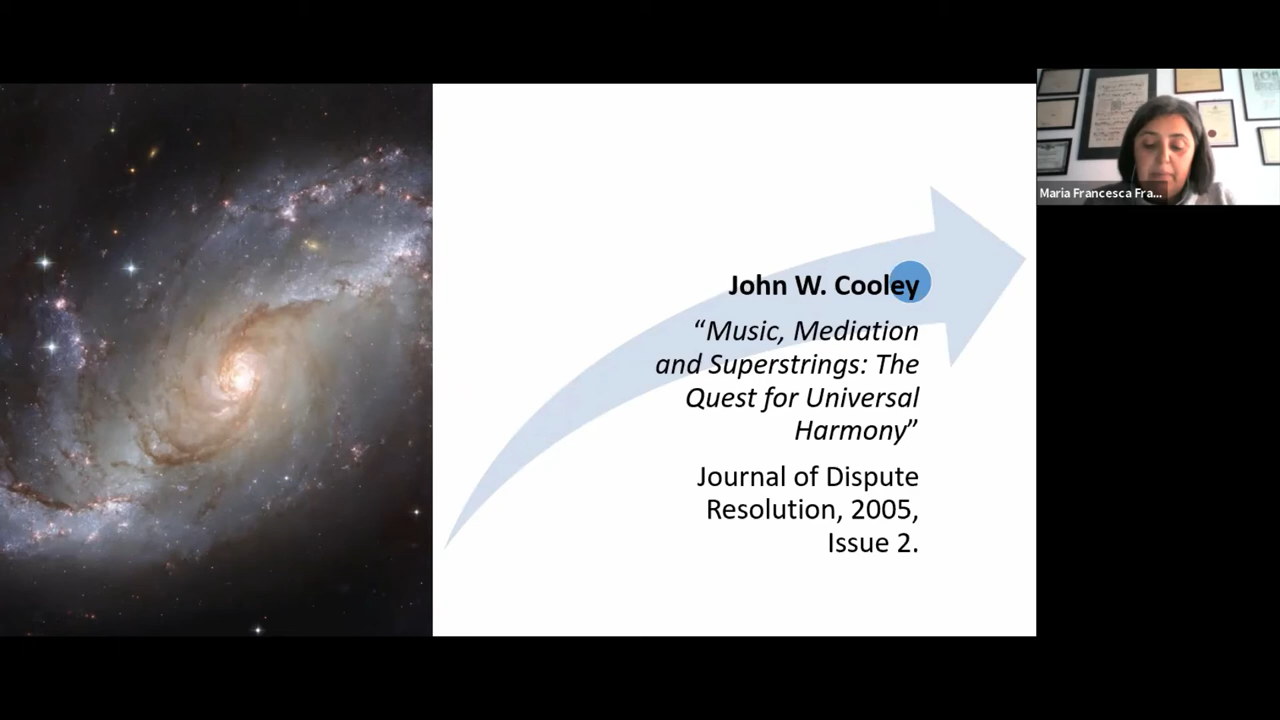 John W. Cooley
“Music, Mediation
and Superstrings: The
Quest for Universal
Harmony”
Journal of Dispute
Resolution, 2005,
Issue 2.
Maria Francesca Fra...